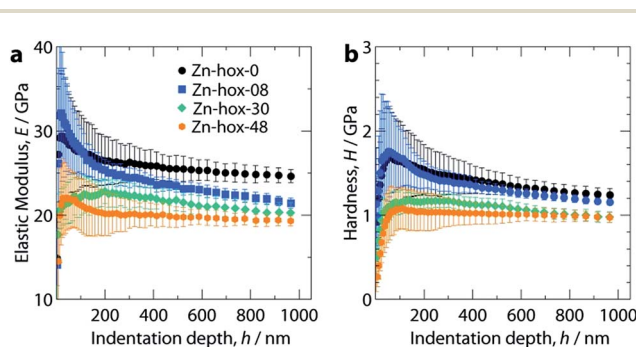 a
Elastic Modulus, E / GPa
40
30
20
10
Zn-hox-0
Zn-hox-08
Zn-hox-30
Zn-hox-48
0 200 400 600 800 1000
Indentation depth, h / nm
b
Hardness, H / GPa
3
2
1
0
0 200 400 600 800 1000
Indentation depth, h / nm